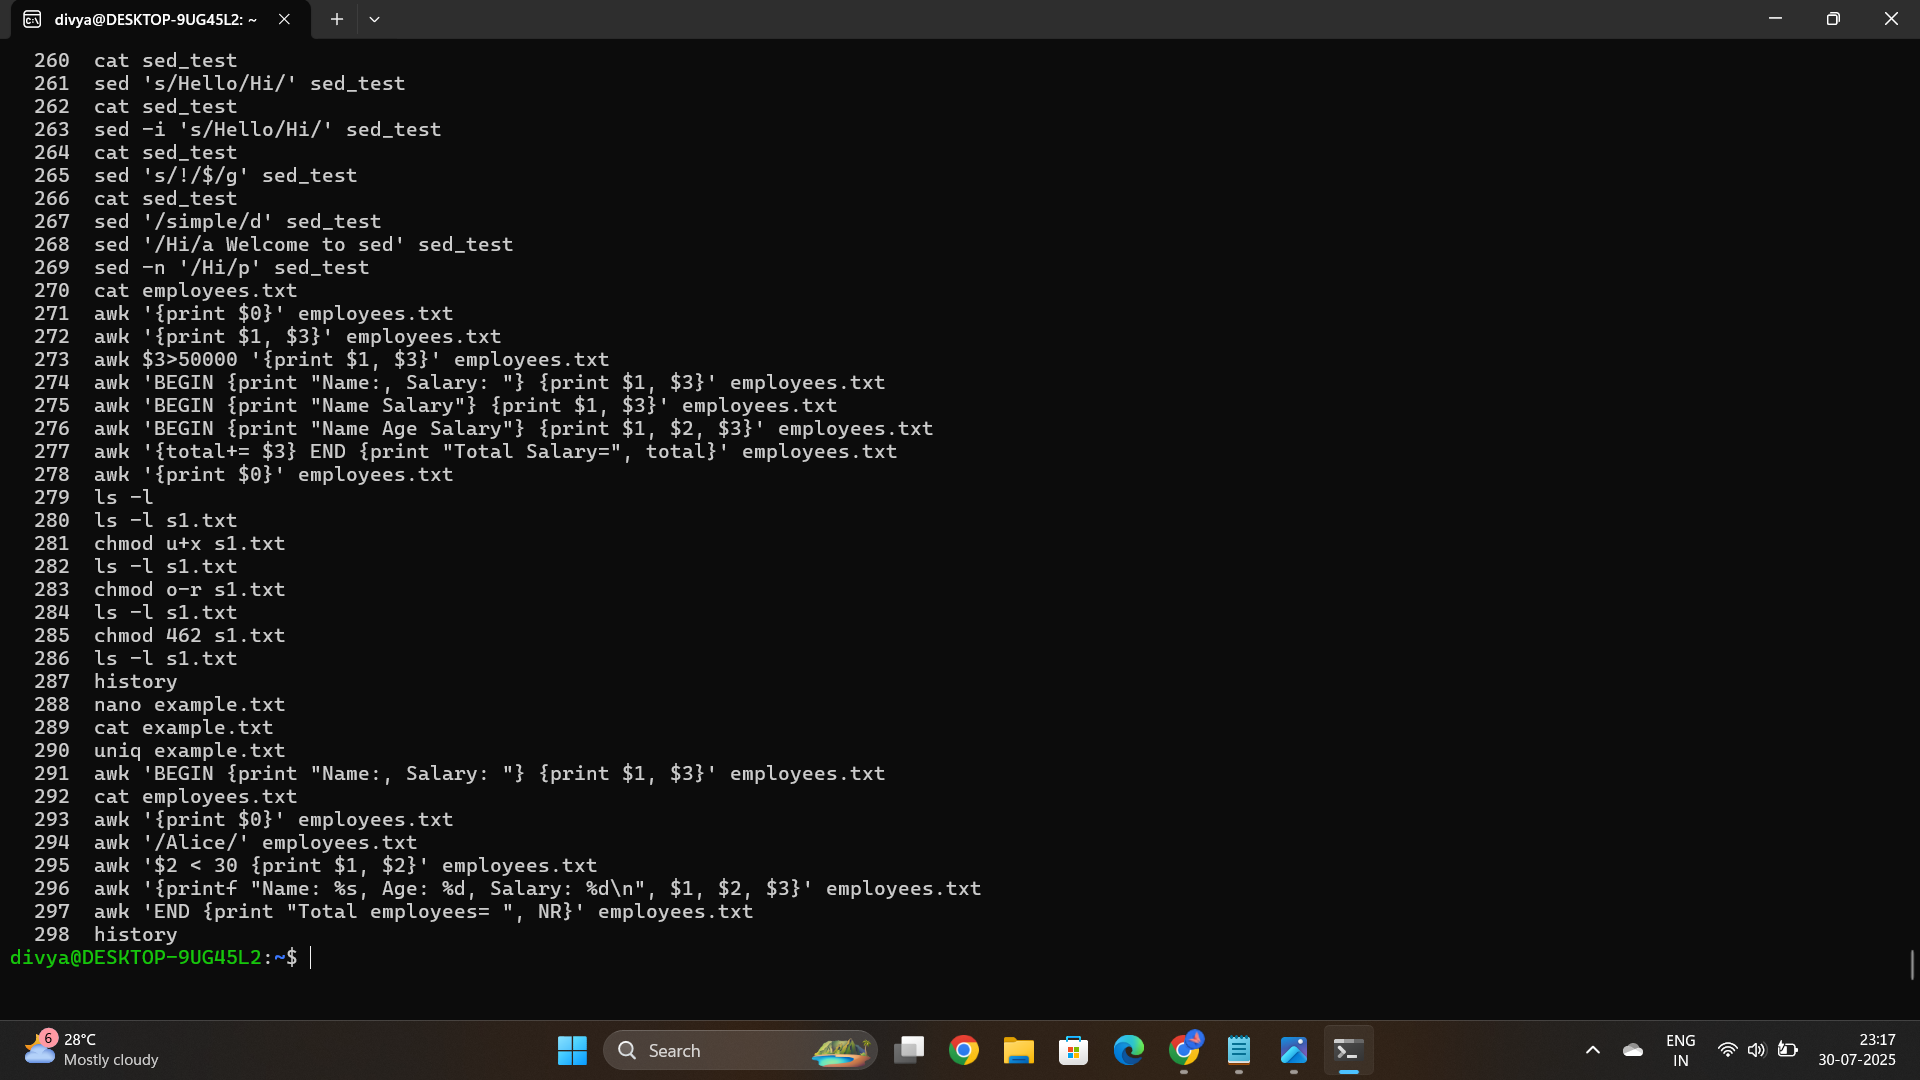 divya@DESKTOP-9UG45L2: ~
260 cat sed_test
261 sed 's/Hello/Hi/' sed_test
262 cat sed_test
263 sed -i 's/Hello/Hi/' sed_test
264 cat sed_test
265 sed 's/!/$/g' sed_test
266 cat sed_test
267 sed '/simple/d' sed_test
268 sed '/Hi/a Welcome to sed' sed_test
269 sed -n '/Hi/p' sed_test
270 cat employees.txt
271 awk '{print $0}' employees.txt
272 awk '{print $1, $3}' employees.txt
273 awk $3>50000 '{print $1, $3}' employees.txt
274 awk 'BEGIN {print "Name:, Salary: "} {print $1, $3}' employees.txt
275 awk 'BEGIN {print "Name Salary"} {print $1, $3}' employees.txt
276 awk 'BEGIN {print "Name Age Salary"} {print $1, $2, $3}' employees.txt
277 awk '{total+= $3} END {print "Total Salary=", total}' employees.txt
278 awk '{print $0}' employees.txt
279 ls -l
280 ls -l s1.txt
281 chmod u+x s1.txt
282 ls -l s1.txt
283 chmod o-r s1.txt
284 ls -l s1.txt
285 chmod 462 s1.txt
286 ls -l s1.txt
287 history
288 nano example.txt
289 cat example.txt
290 uniq example.txt
291 awk 'BEGIN {print "Name:, Salary: "} {print $1, $3}' employees.txt
292 cat employees.txt
293 awk '{print $0}' employees.txt
294 awk '/Alice/' employees.txt
295 awk '$2 < 30 {print $1, $2}' employees.txt
296 awk '{printf "Name: %s, Age: %d, Salary: %d\n", $1, $2, $3}' employees.txt
297 awk 'END {print "Total employees= ", NR}' employees.txt
298 history
divya@DESKTOP-9UG45L2:~$
6 28°C
Mostly cloudy
Search
ENG
IN
23:17
30-07-2025